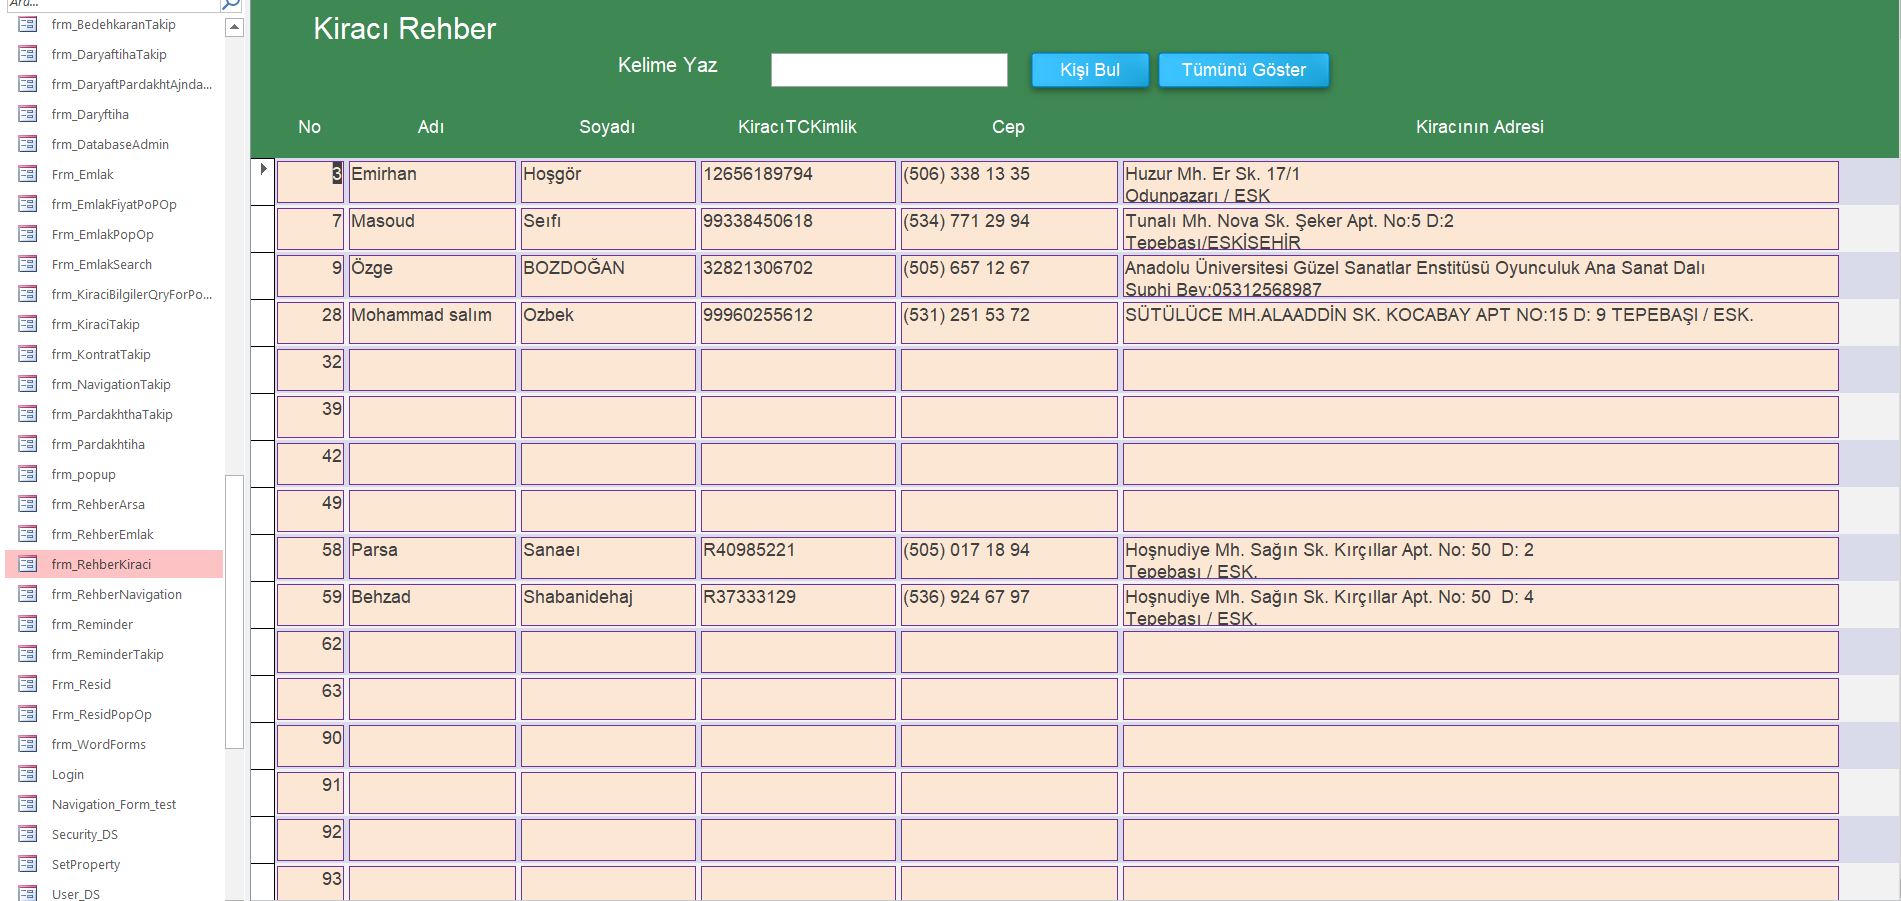 Ara...
frm_BedehkaranTakip
frm_DaryaftihaTakip
frm_DaryaftPardakhtAjnda...
frm_Daryftiha
frm_DatabaseAdmin
Frm_Emlak
frm_EmlakFiyatPoPOp
Frm_EmlakPopOp
Frm_EmlakSearch
frm_KiraciBilgilerQryForPo...
frm_KiraciTakip
frm_KontratTakip
frm_NavigationTakip
frm_PardakhthaTakip
frm_Pardakhtiha
frm_popup
frm_RehberArsa
frm_RehberEmlak
frm_RehberKiraci
frm_RehberNavigation
frm_Reminder
frm_ReminderTakip
Frm_Resid
Frm_ResidPopOp
frm_WordForms
Login
Navigation_Form_test
Security_DS
SetProperty
User_DS
Kiracı Rehber
Kelime Yaz Kişi Bul Tümünü Göster
No Adı Soyadı KiracıTCKimlik Cep Kiracının Adresi
3 Emirhan Hoşgör 12656189794 (506) 338 13 35 Huzur Mh. Er Sk. 17/1
Odunpazarı / ESK
7 Masoud Seıfı 99338450618 (534) 771 29 94 Tunalı Mh. Nova Sk. Şeker Apt. No:5 D:2
Tepebaşı/ESKİŞEHİR
9 Özge BOZDOĞAN 32821306702 (505) 657 12 67 Anadolu Üniversitesi Güzel Sanatlar Enstitüsü Oyunculuk Ana Sanat Dalı
Suphi Bey:05312568987
28 Mohammad salım Ozbek 99960255612 (531) 251 53 72 SÜTÜLÜCE MH.ALAADDİN SK. KOCABAY APT NO:15 D: 9 TEPEBAŞI / ESK.
32
39
42
49
58 Parsa Sanaeı R40985221 (505) 017 18 94 Hoşnudiye Mh. Sağın Sk. Kırçıllar Apt. No: 50 D: 2
Tepebaşı / ESK.
59 Behzad Shabanidehaj R37333129 (536) 924 67 97 Hoşnudiye Mh. Sağın Sk. Kırçıllar Apt. No: 50 D: 4
Tepebaşı / ESK.
62
63
90
91
92
93